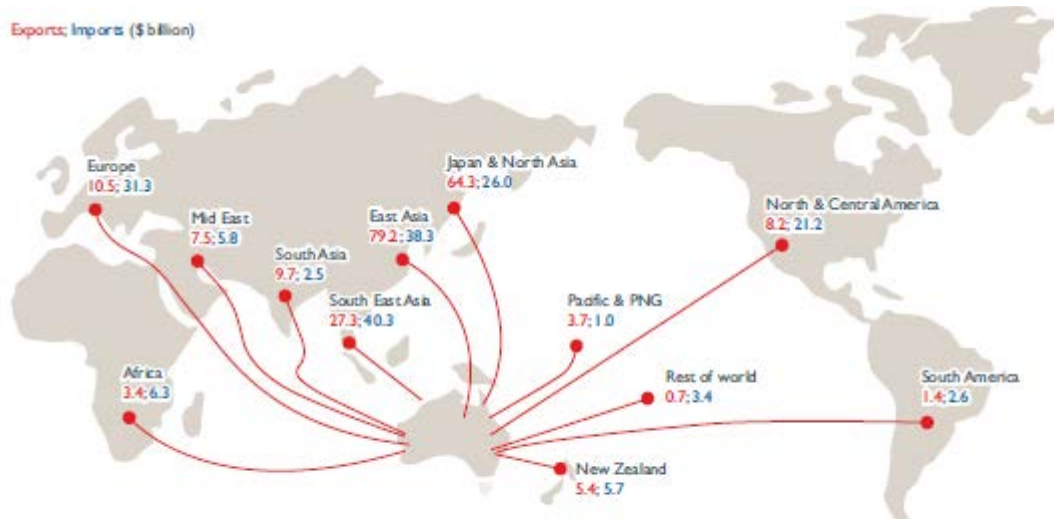 Exports; Imports ($ billion)
Europe
10.5; 31.3
Mid East
7.5; 5.8
South Asia
9.7; 2.5
South East Asia
27.3; 40.3
East Asia
79.2; 38.3
Japan & North Asia
64.3; 26.0
North & Central America
8.2; 21.2
Pacific & PNG
3.7; 1.0
Rest of world
0.7; 3.4
South America
1.4; 2.6
Africa
3.4; 6.3
New Zealand
5.4; 5.7